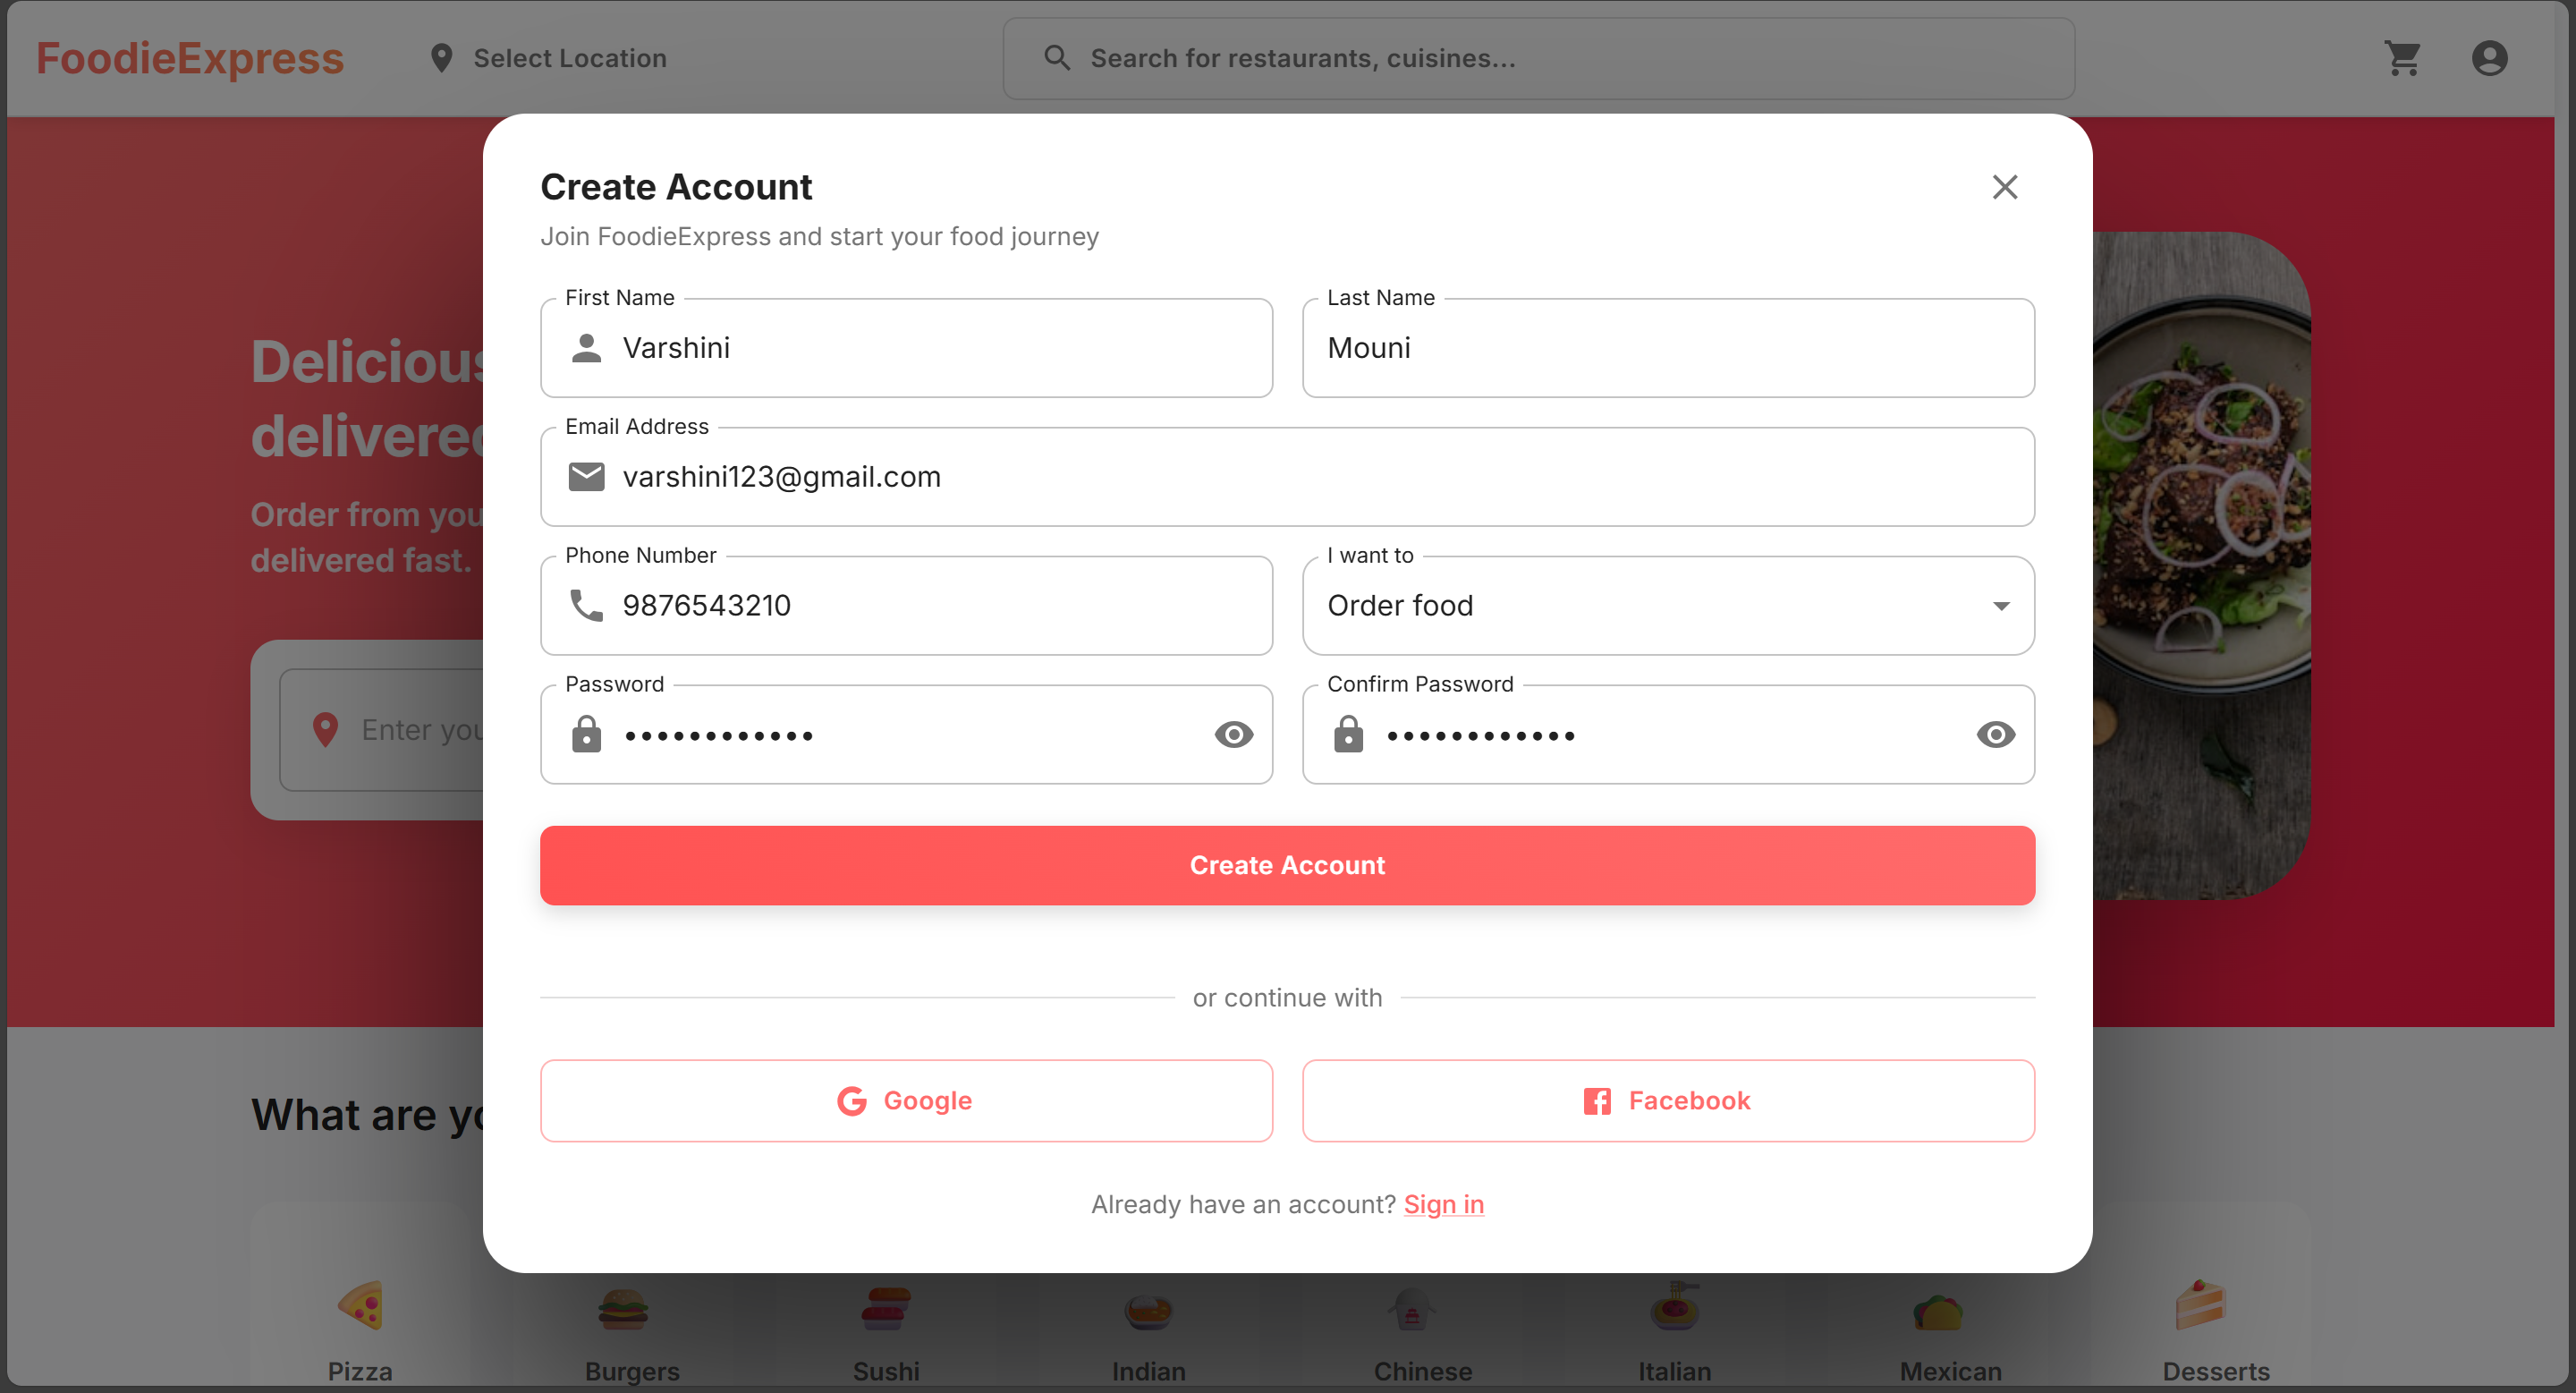 FoodieExpress
Select Location
Search for restaurants, cuisines...
Create Account
Join FoodieExpress and start your food journey
First Name
Varshini
Last Name
Mouni
Email Address
varshini123@gmail.com
Phone Number
9876543210
I want to
Order food
Password
••••••••••••
Confirm Password
••••••••••••
Create Account
or continue with
Google
Facebook
Already have an account? Sign in
Delicious
delivered
Order from you
delivered fast.
Enter you
What are yo
Pizza
Burgers
Sushi
Indian
Chinese
Italian
Mexican
Desserts